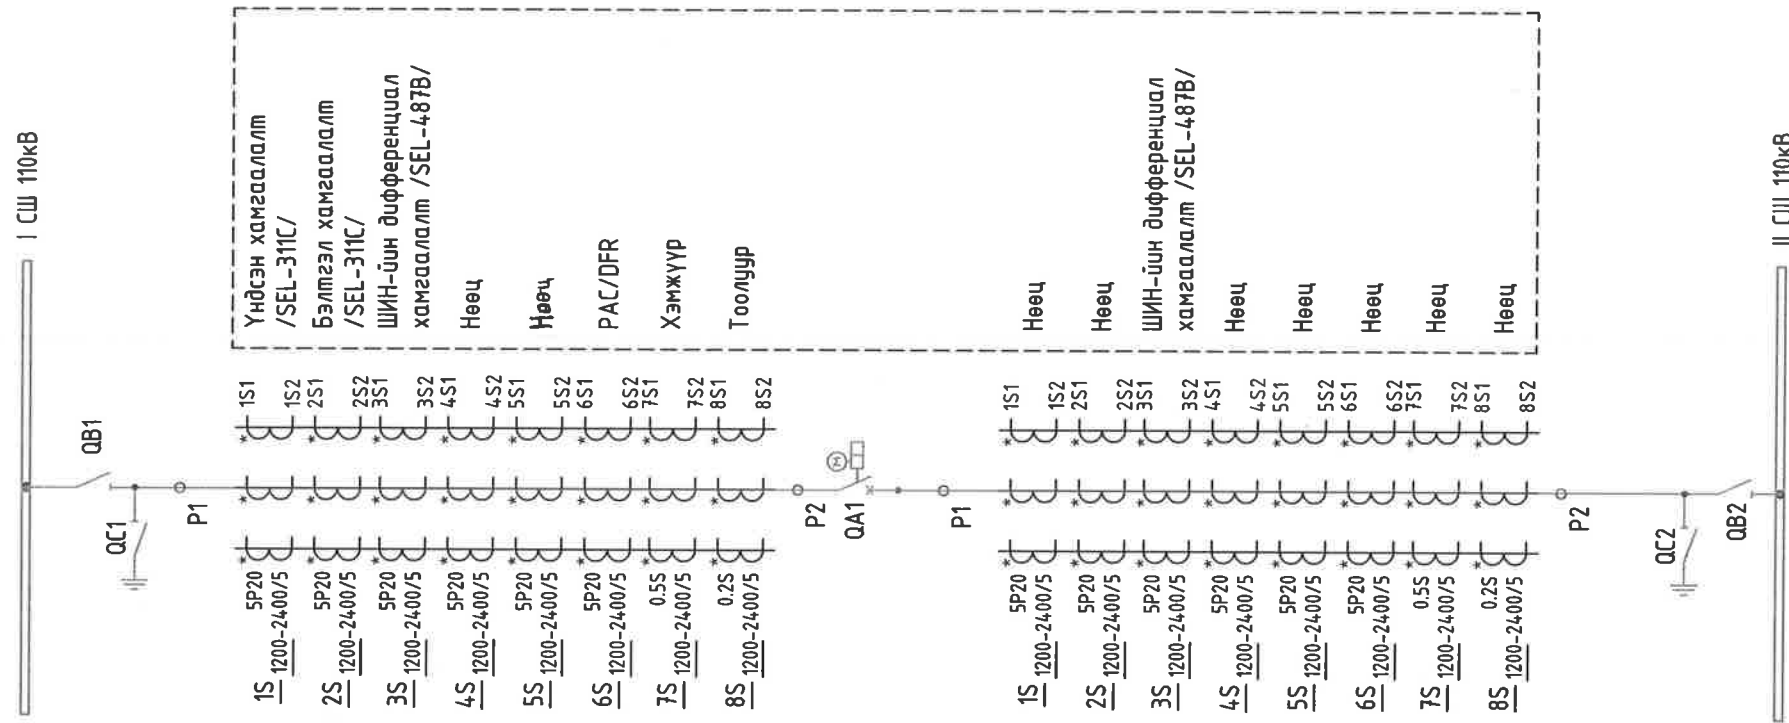 I СШ 110кВ
QB1
QC1
P1
Үндсэн хамгаалалт
/SEL-311C/
Бэлтгэл хамгаалалт
/SEL-311C/
ШИН-йин дифференциал
хамгаалалт /SEL-487B/
Нөөц
Нөөц
РАС/DFR
Хэмжүүр
Тоолуур
1S1
1S2
2S1
2S2
3S1
3S2
4S1
4S2
5S1
5S2
6S1
6S2
7S1
7S2
8S1
8S2
1S 5P20 1200-2400/5
2S 5P20 1200-2400/5
3S 5P20 1200-2400/5
4S 5P20 1200-2400/5
5S 5P20 1200-2400/5
6S 5P20 1200-2400/5
7S 0.5S 1200-2400/5
8S 0.2S 1200-2400/5
P2
QA1
M
P1
Нөөц
Нөөц
ШИН-йин дифференциал
хамгаалалт /SEL-487B/
Нөөц
Нөөц
Нөөц
Нөөц
Нөөц
1S1
1S2
2S1
2S2
3S1
3S2
4S1
4S2
5S1
5S2
6S1
6S2
7S1
7S2
8S1
8S2
1S 5P20 1200-2400/5
2S 5P20 1200-2400/5
3S 5P20 1200-2400/5
4S 5P20 1200-2400/5
5S 5P20 1200-2400/5
6S 5P20 1200-2400/5
7S 0.5S 1200-2400/5
8S 0.2S 1200-2400/5
P2
QC2
QB2
II СШ 110кВ